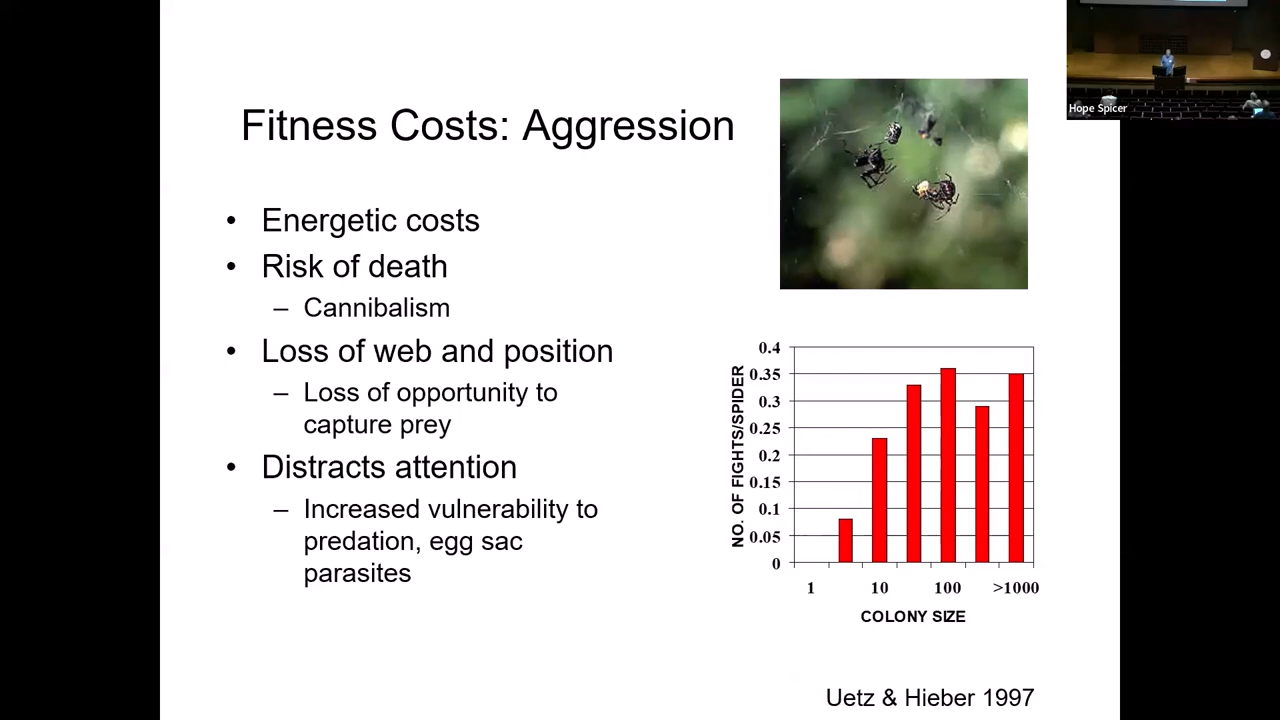 Hope Spicer
Fitness Costs: Aggression
• Energetic costs
• Risk of death
– Cannibalism
• Loss of web and position
– Loss of opportunity to
capture prey
• Distracts attention
– Increased vulnerability to
predation, egg sac
parasites
NO. OF FIGHTS/SPIDER
0.4
0.35
0.3
0.25
0.2
0.15
0.1
0.05
0
1 10 100 >1000
COLONY SIZE
Uetz & Hieber 1997